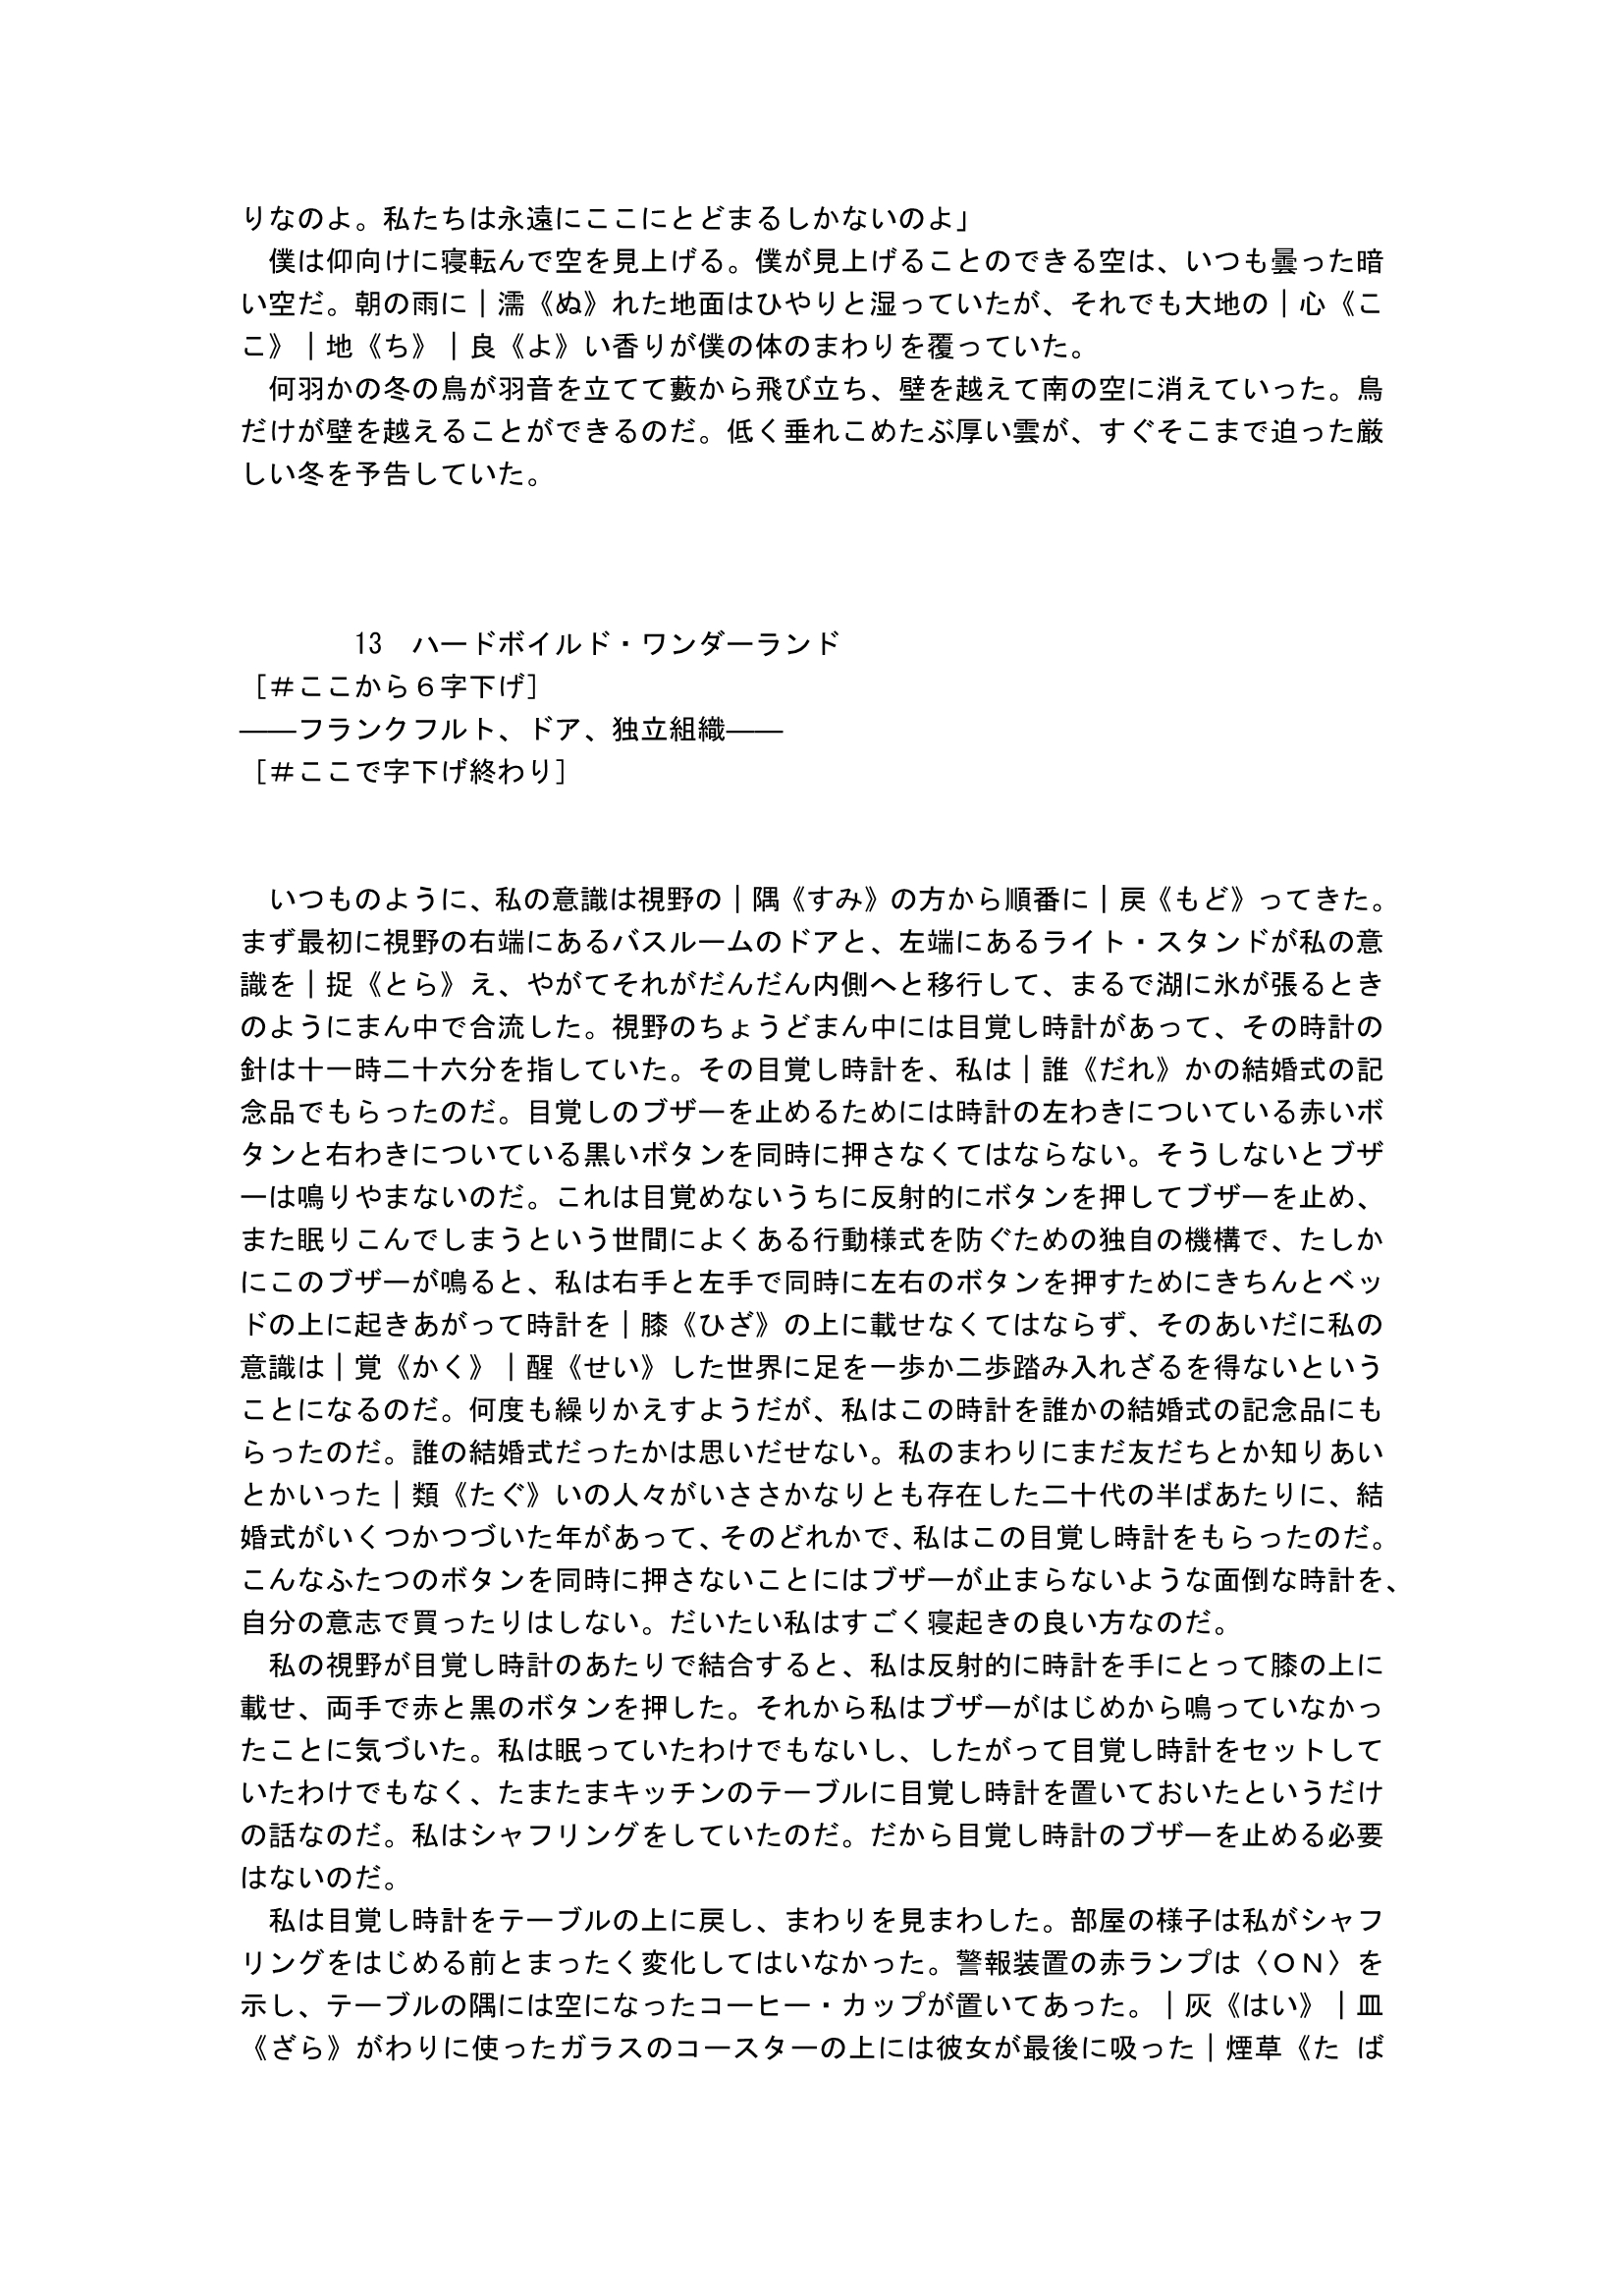 りなのよ。私たちは永遠にここにとどまるしかないのよ」
　僕は仰向けに寝転んで空を見上げる。僕が見上げることのできる空は、いつも曇った暗
い空だ。朝の雨に｜濡《ぬ》れた地面はひやりと湿っていたが、それでも大地の｜心《こ
こ》｜地《ち》｜良《よ》い香りが僕の体のまわりを覆っていた。
　何羽かの冬の鳥が羽音を立てて藪から飛び立ち、壁を越えて南の空に消えていった。鳥
だけが壁を越えることができるのだ。低く垂れこめたぶ厚い雲が、すぐそこまで迫った厳
しい冬を予告していた。
13　ハードボイルド・ワンダーランド
［＃ここから６字下げ］
――フランクフルト、ドア、独立組織――
［＃ここで字下げ終わり］
　いつものように、私の意識は視野の｜隅《すみ》の方から順番に｜戻《もど》ってきた。
まず最初に視野の右端にあるバスルームのドアと、左端にあるライト・スタンドが私の意
識を｜捉《とら》え、やがてそれがだんだん内側へと移行して、まるで湖に氷が張るとき
のようにまん中で合流した。視野のちょうどまん中には目覚し時計があって、その時計の
針は十一時二十六分を指していた。その目覚し時計を、私は｜誰《だれ》かの結婚式の記
念品でもらったのだ。目覚しのブザーを止めるためには時計の左わきについている赤いボ
タンと右わきについている黒いボタンを同時に押さなくてはならない。そうしないとブザ
ーは鳴りやまないのだ。これは目覚めないうちに反射的にボタンを押してブザーを止め、
また眠りこんでしまうという世間によくある行動様式を防ぐための独自の機構で、たしか
にこのブザーが鳴ると、私は右手と左手で同時に左右のボタンを押すためにきちんとベッ
ドの上に起きあがって時計を｜膝《ひざ》の上に載せなくてはならず、そのあいだに私の
意識は｜覚《かく》｜醒《せい》した世界に足を一歩か二歩踏み入れざるを得ないという
ことになるのだ。何度も繰りかえすようだが、私はこの時計を誰かの結婚式の記念品にも
らったのだ。誰の結婚式だったかは思いだせない。私のまわりにまだ友だちとか知りあい
とかいった｜類《たぐ》いの人々がいささかなりとも存在した二十代の半ばあたりに、結
婚式がいくつかつづいた年があって、そのどれかで、私はこの目覚し時計をもらったのだ。
こんなふたつのボタンを同時に押さないことにはブザーが止まらないような面倒な時計を、
自分の意志で買ったりはしない。だいたい私はすごく寝起きの良い方なのだ。
　私の視野が目覚し時計のあたりで結合すると、私は反射的に時計を手にとって膝の上に
載せ、両手で赤と黒のボタンを押した。それから私はブザーがはじめから鳴っていなかっ
たことに気づいた。私は眠っていたわけでもないし、したがって目覚し時計をセットして
いたわけでもなく、たまたまキッチンのテーブルに目覚し時計を置いておいたというだけ
の話なのだ。私はシャフリングをしていたのだ。だから目覚し時計のブザーを止める必要
はないのだ。
　私は目覚し時計をテーブルの上に戻し、まわりを見まわした。部屋の様子は私がシャフ
リングをはじめる前とまったく変化してはいなかった。警報装置の赤ランプは〈ＯＮ〉を
示し、テーブルの隅には空になったコーヒー・カップが置いてあった。｜灰《はい》｜皿
《ざら》がわりに使ったガラスのコースターの上には彼女が最後に吸った｜煙草《た ば